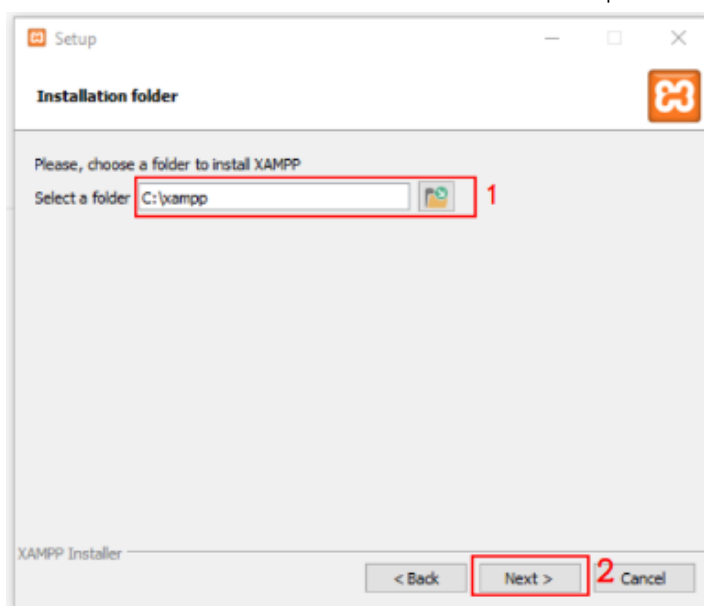 Setup
Installation folder
Please, choose a folder to install XAMPP
Select a folder C:\xampp 1
XAMPP Installer
< Back Next > 2 Cancel